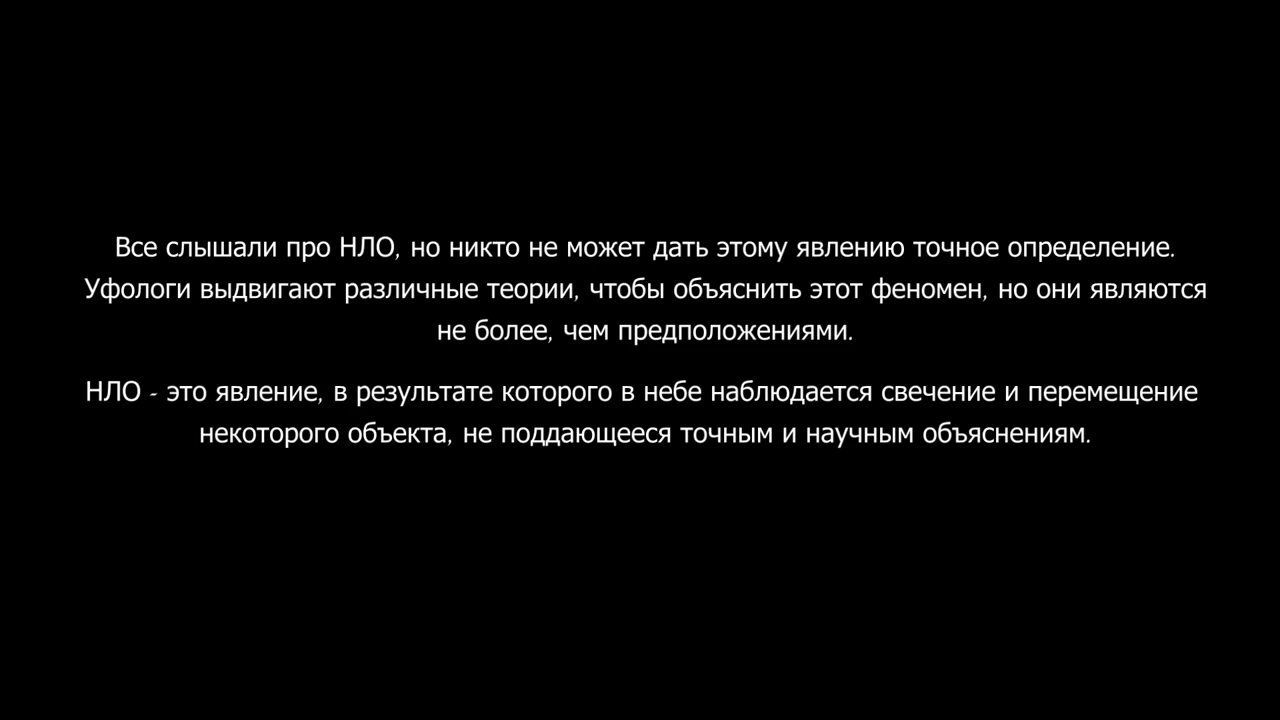 Все слышали про НЛО, но никто не может дать этому явлению точное определение.
Уфологи выдвигают различные теории, чтобы объяснить этот феномен, но они являются
не более, чем предположениями.
НЛО - это явление, в результате которого в небе наблюдается свечение и перемещение
некоторого объекта, не поддающееся точным и научным объяснениям.